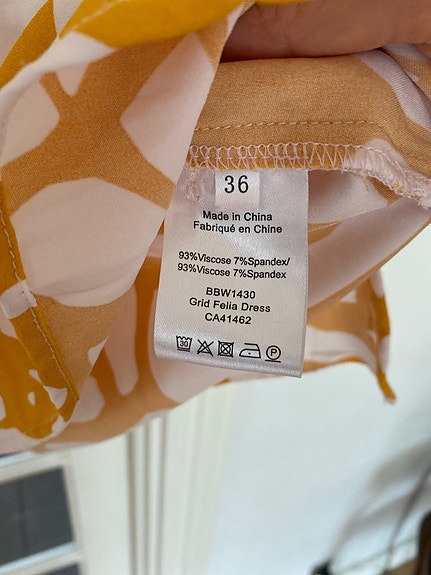 36
Made in China
Fabriqué en Chine
93%Viscose 7%Spandex/
93%Viscose 7%Spandex
BBW1430
Grid Felia Dress
CA41462
30
P